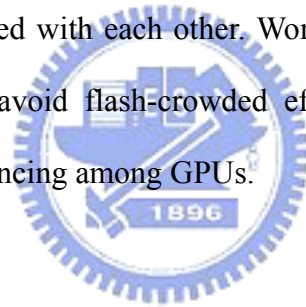 ed with each other. Wor
avoid flash-crowded ef
ncing among GPUs.
1896